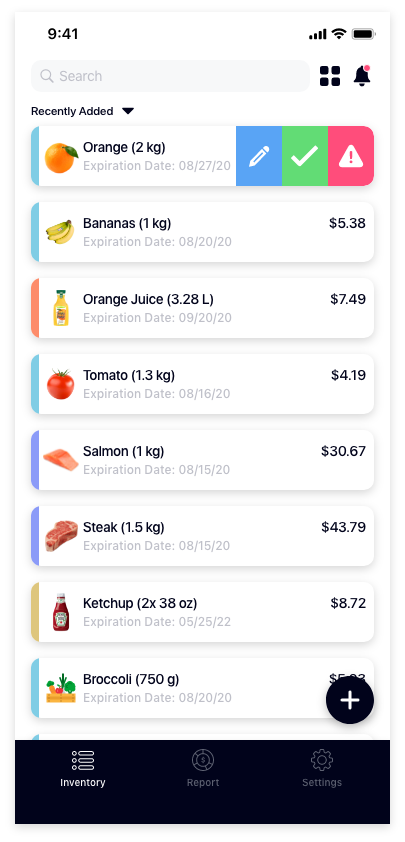 9:41
Search
Recently Added
Orange (2 kg)
Expiration Date: 08/27/20
Bananas (1 kg)
$5.38
Expiration Date: 08/20/20
Orange Juice (3.28 L)
$7.49
Expiration Date: 09/20/20
Tomato (1.3 kg)
$4.19
Expiration Date: 08/16/20
Salmon (1 kg)
$30.67
Expiration Date: 08/15/20
Steak (1.5 kg)
$43.79
Expiration Date: 08/15/20
Ketchup (2x 38 oz)
$8.72
Expiration Date: 05/25/22
Broccoli (750 g)
Expiration Date: 08/20/20
Inventory
Report
Settings